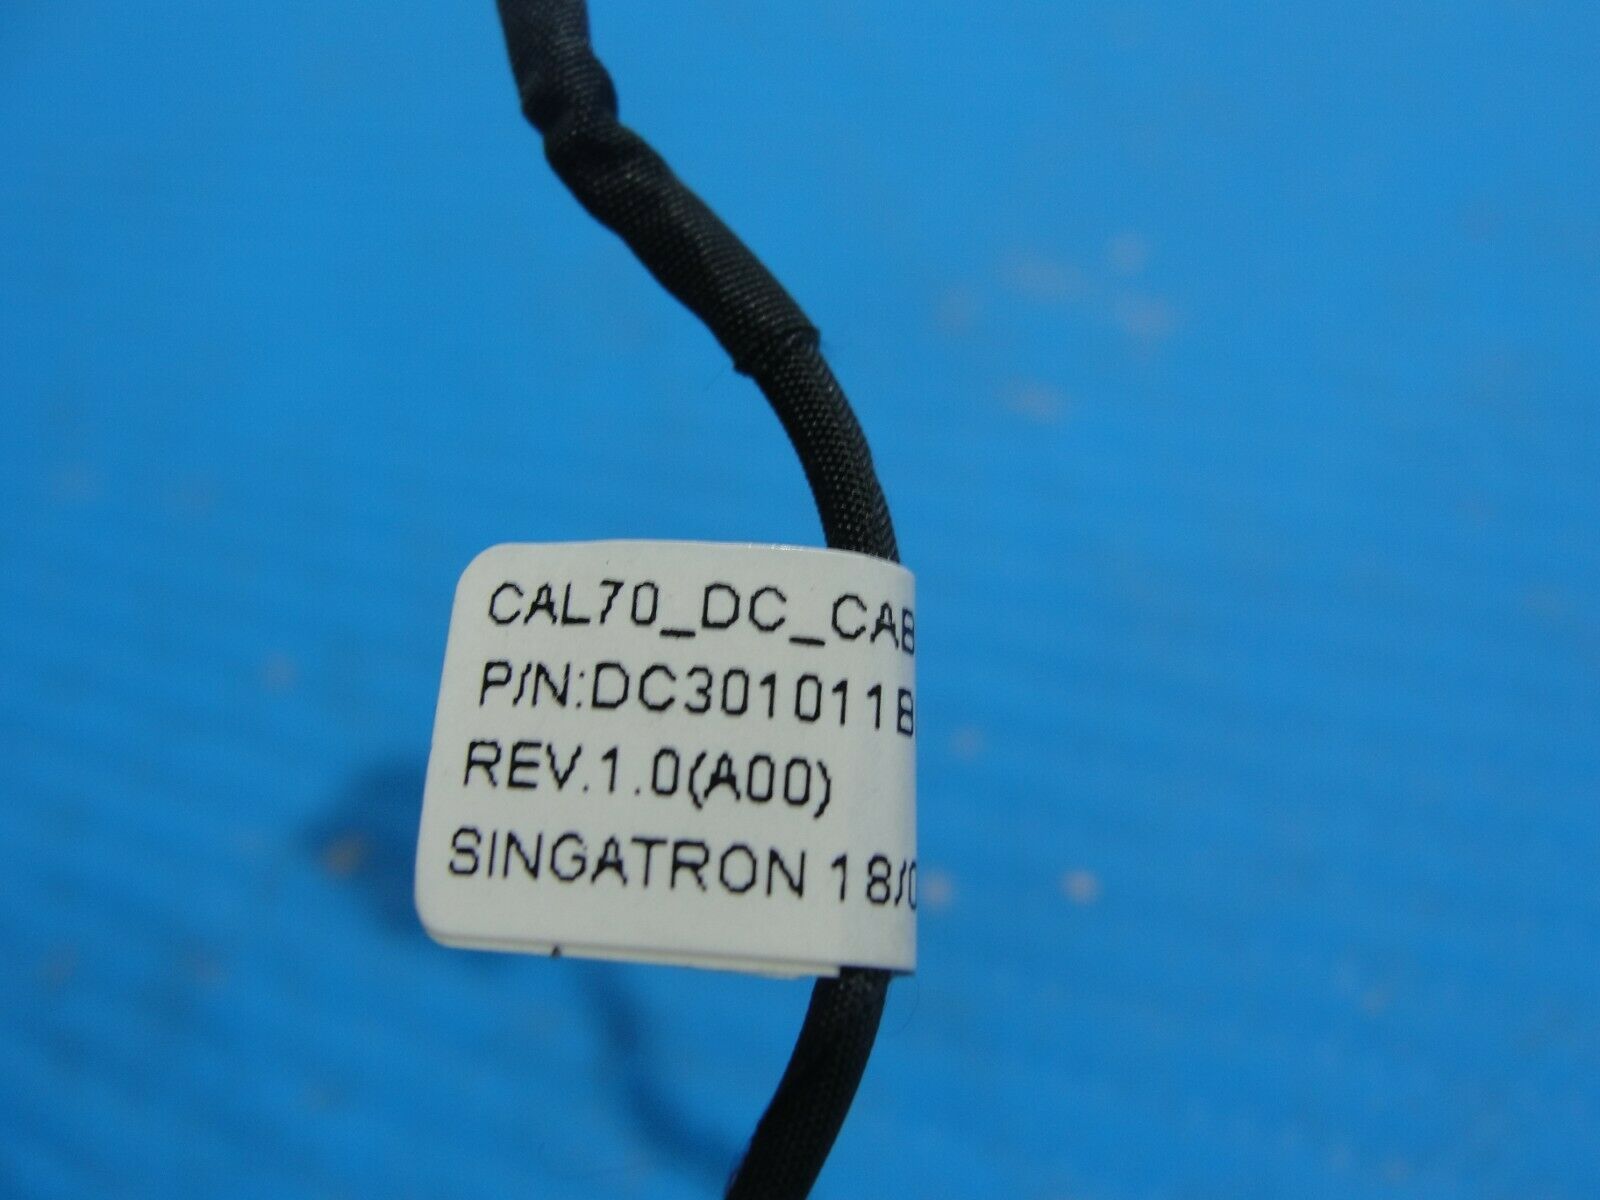 CAL70_DC_CAB
P/N:DC301011B
REV.1.0(A00)
SINGATRON 18/0